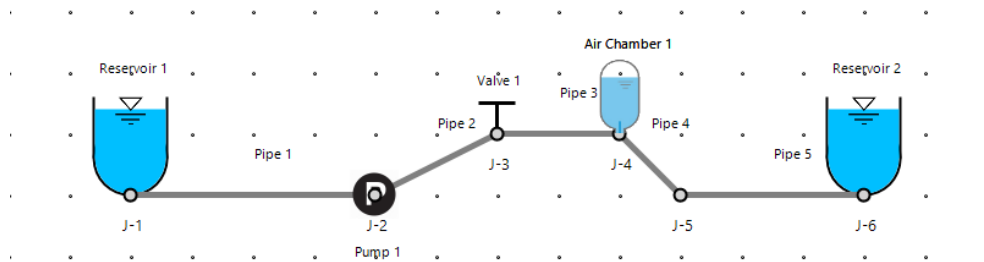 Air Chamber 1
Reservoir 1
Valve 1
Pipe 3
Reservoir 2
Pipe 2
Pipe 4
Pipe 1
Pipe 5
J-3
J-4
J-1
J-2
J-5
J-6
Pump 1